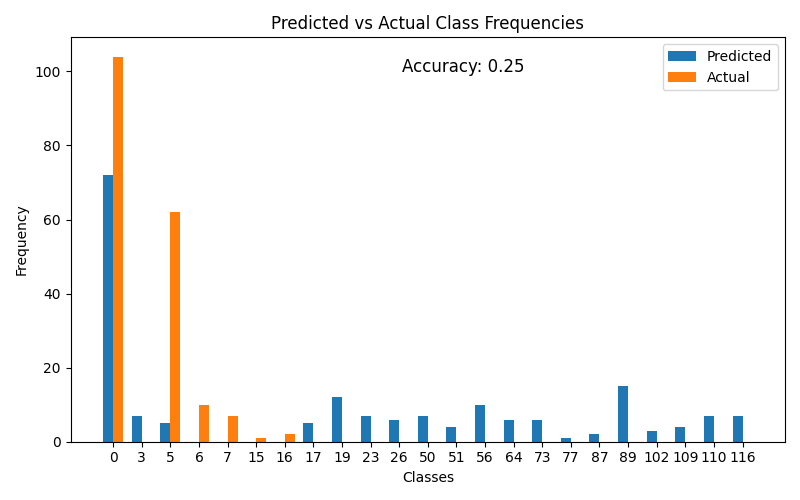 Predicted vs Actual Class Frequencies
Accuracy: 0.25
Predicted
Actual
Frequency
100
80
60
40
20
0
0 3 5 6 7 15 16 17 19 23 26 50 51 56 64 73 77 87 89 102 109 110 116
Classes